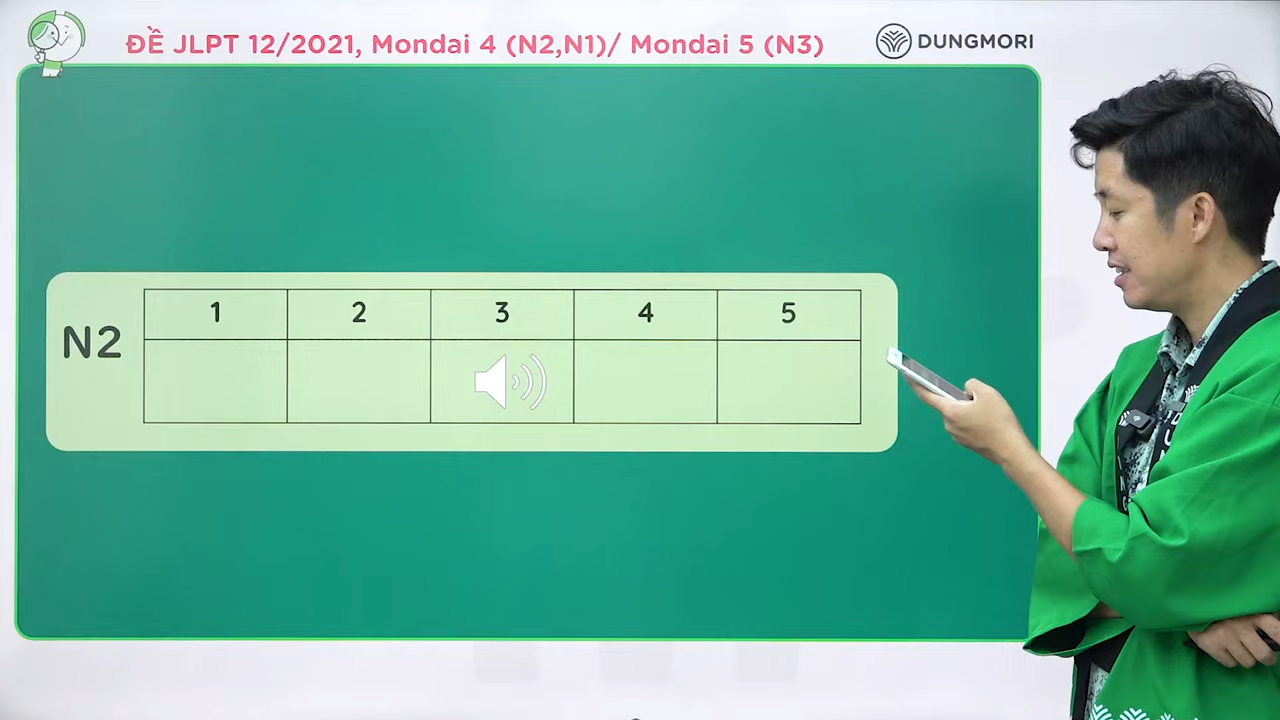 ĐỀ JLPT 12/2021, Mondai 4 (N2,N1)/ Mondai 5 (N3)
DUNGMORI
N2
1 2 3 4 5